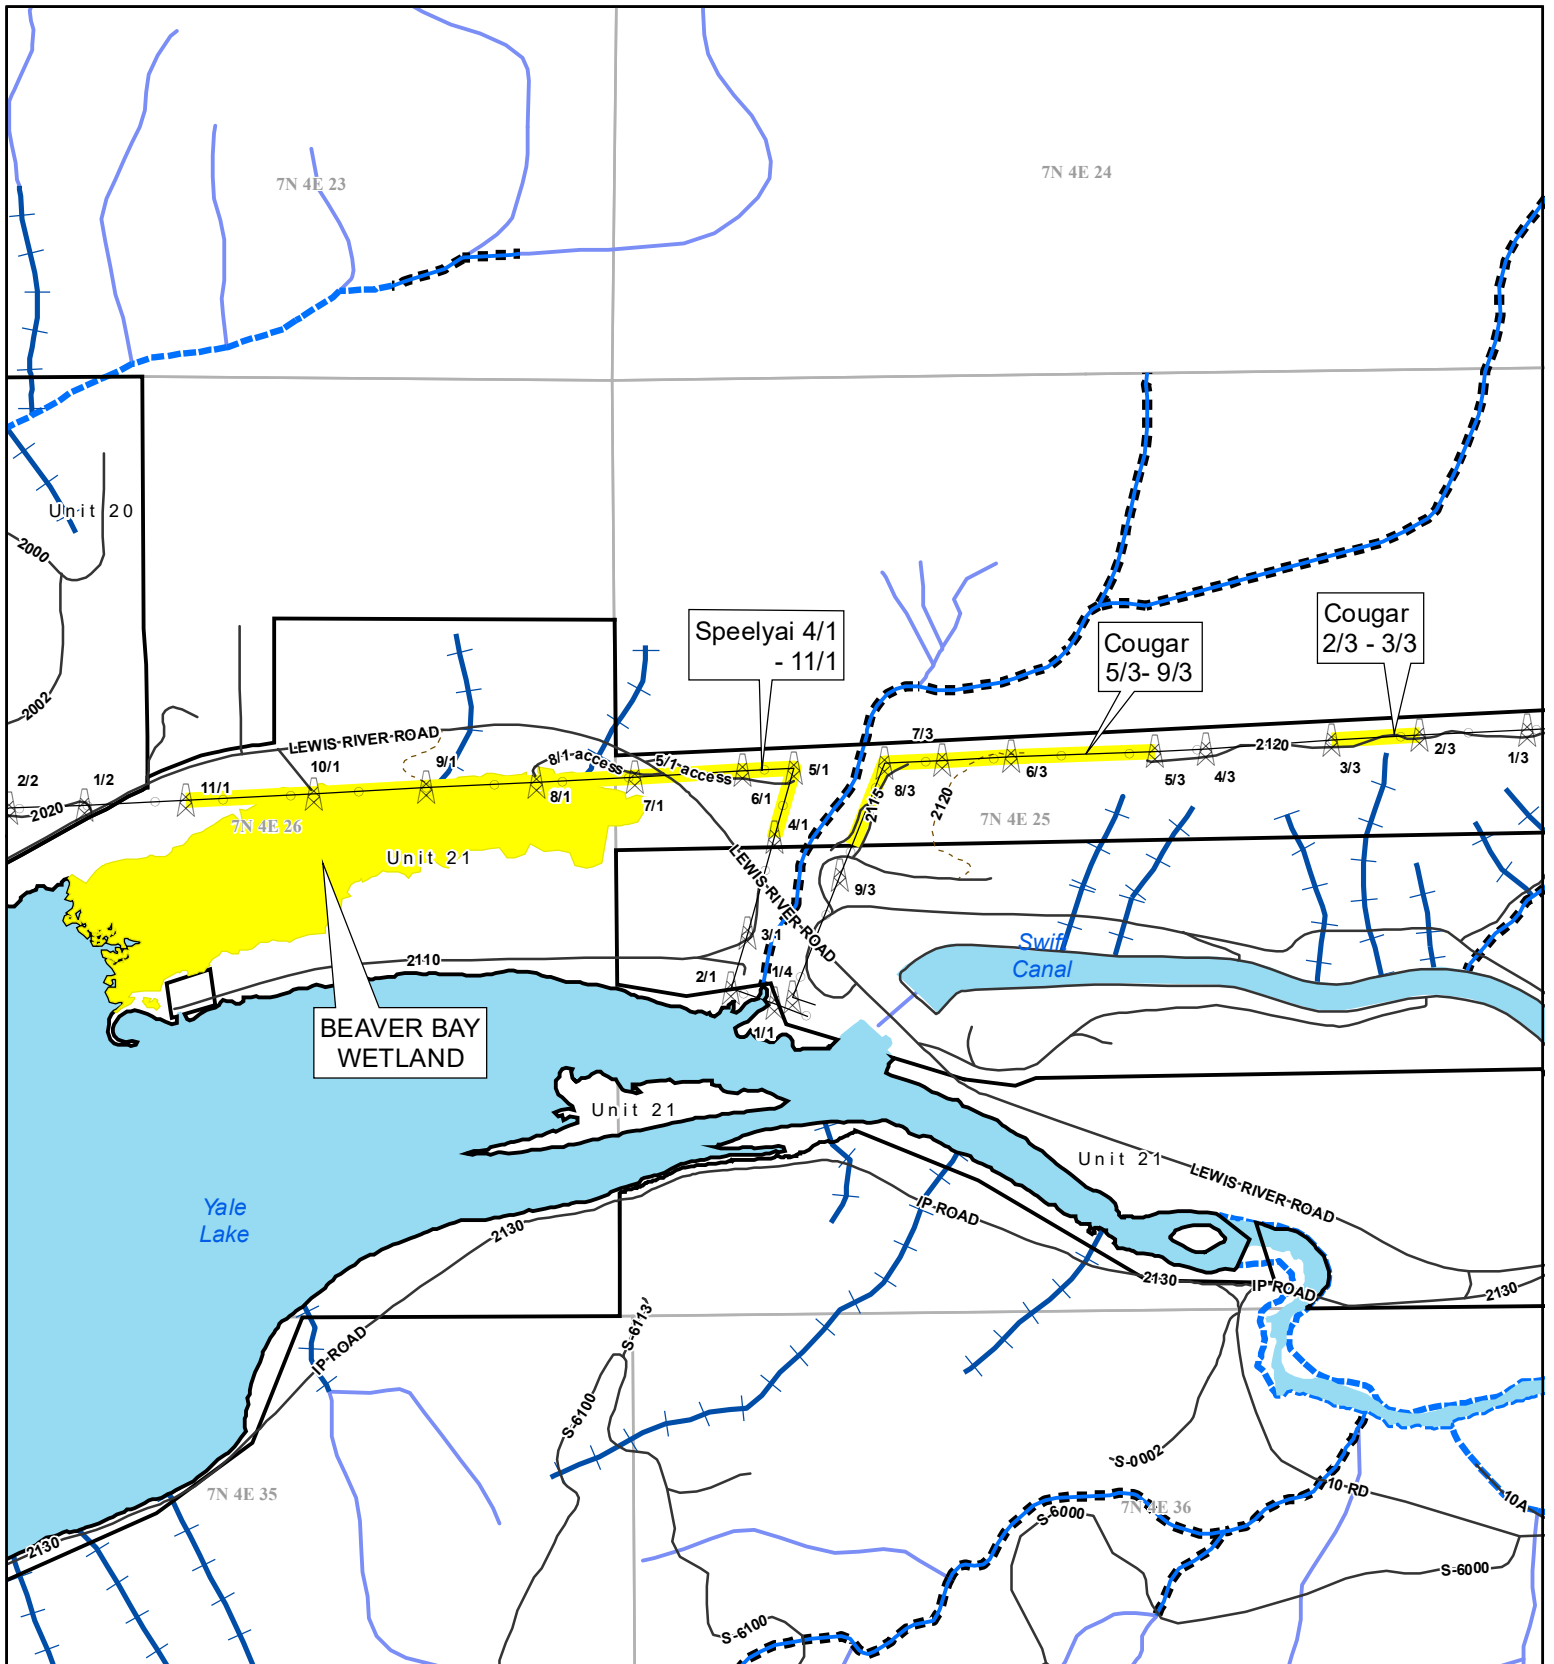 7N 4E 23
7N 4E 24
Unit 20
2000
2002
Speelyai 4/1
- 11/1
Cougar
5/3- 9/3
Cougar
2/3 - 3/3
LEWIS-RIVER-ROAD
2/2
1/2
2020
11/1
10/1
9/1
8/1-access
8/1
5/1-access
7/1
6/1
5/1
4/1
7/3
8/3
2115
6/3
2120
5/3
4/3
2120
3/3
2/3
1/3
7N 4E 26
7N 4E 25
Unit 21
LEWIS-RIVER-ROAD
9/3
3/1
2110
2/1
1/4
1/1
Swift
Canal
BEAVER BAY
WETLAND
Unit 21
Unit 21
LEWIS-RIVER-ROAD
Yale
Lake
2130
IP-ROAD
2130
IP-ROAD
2130
IP-ROAD
S-6113
S-6100
7N 4E 35
S-0002
10-RD
10A
7N 4E 36
S-6000
S-6000
2130
S-6100